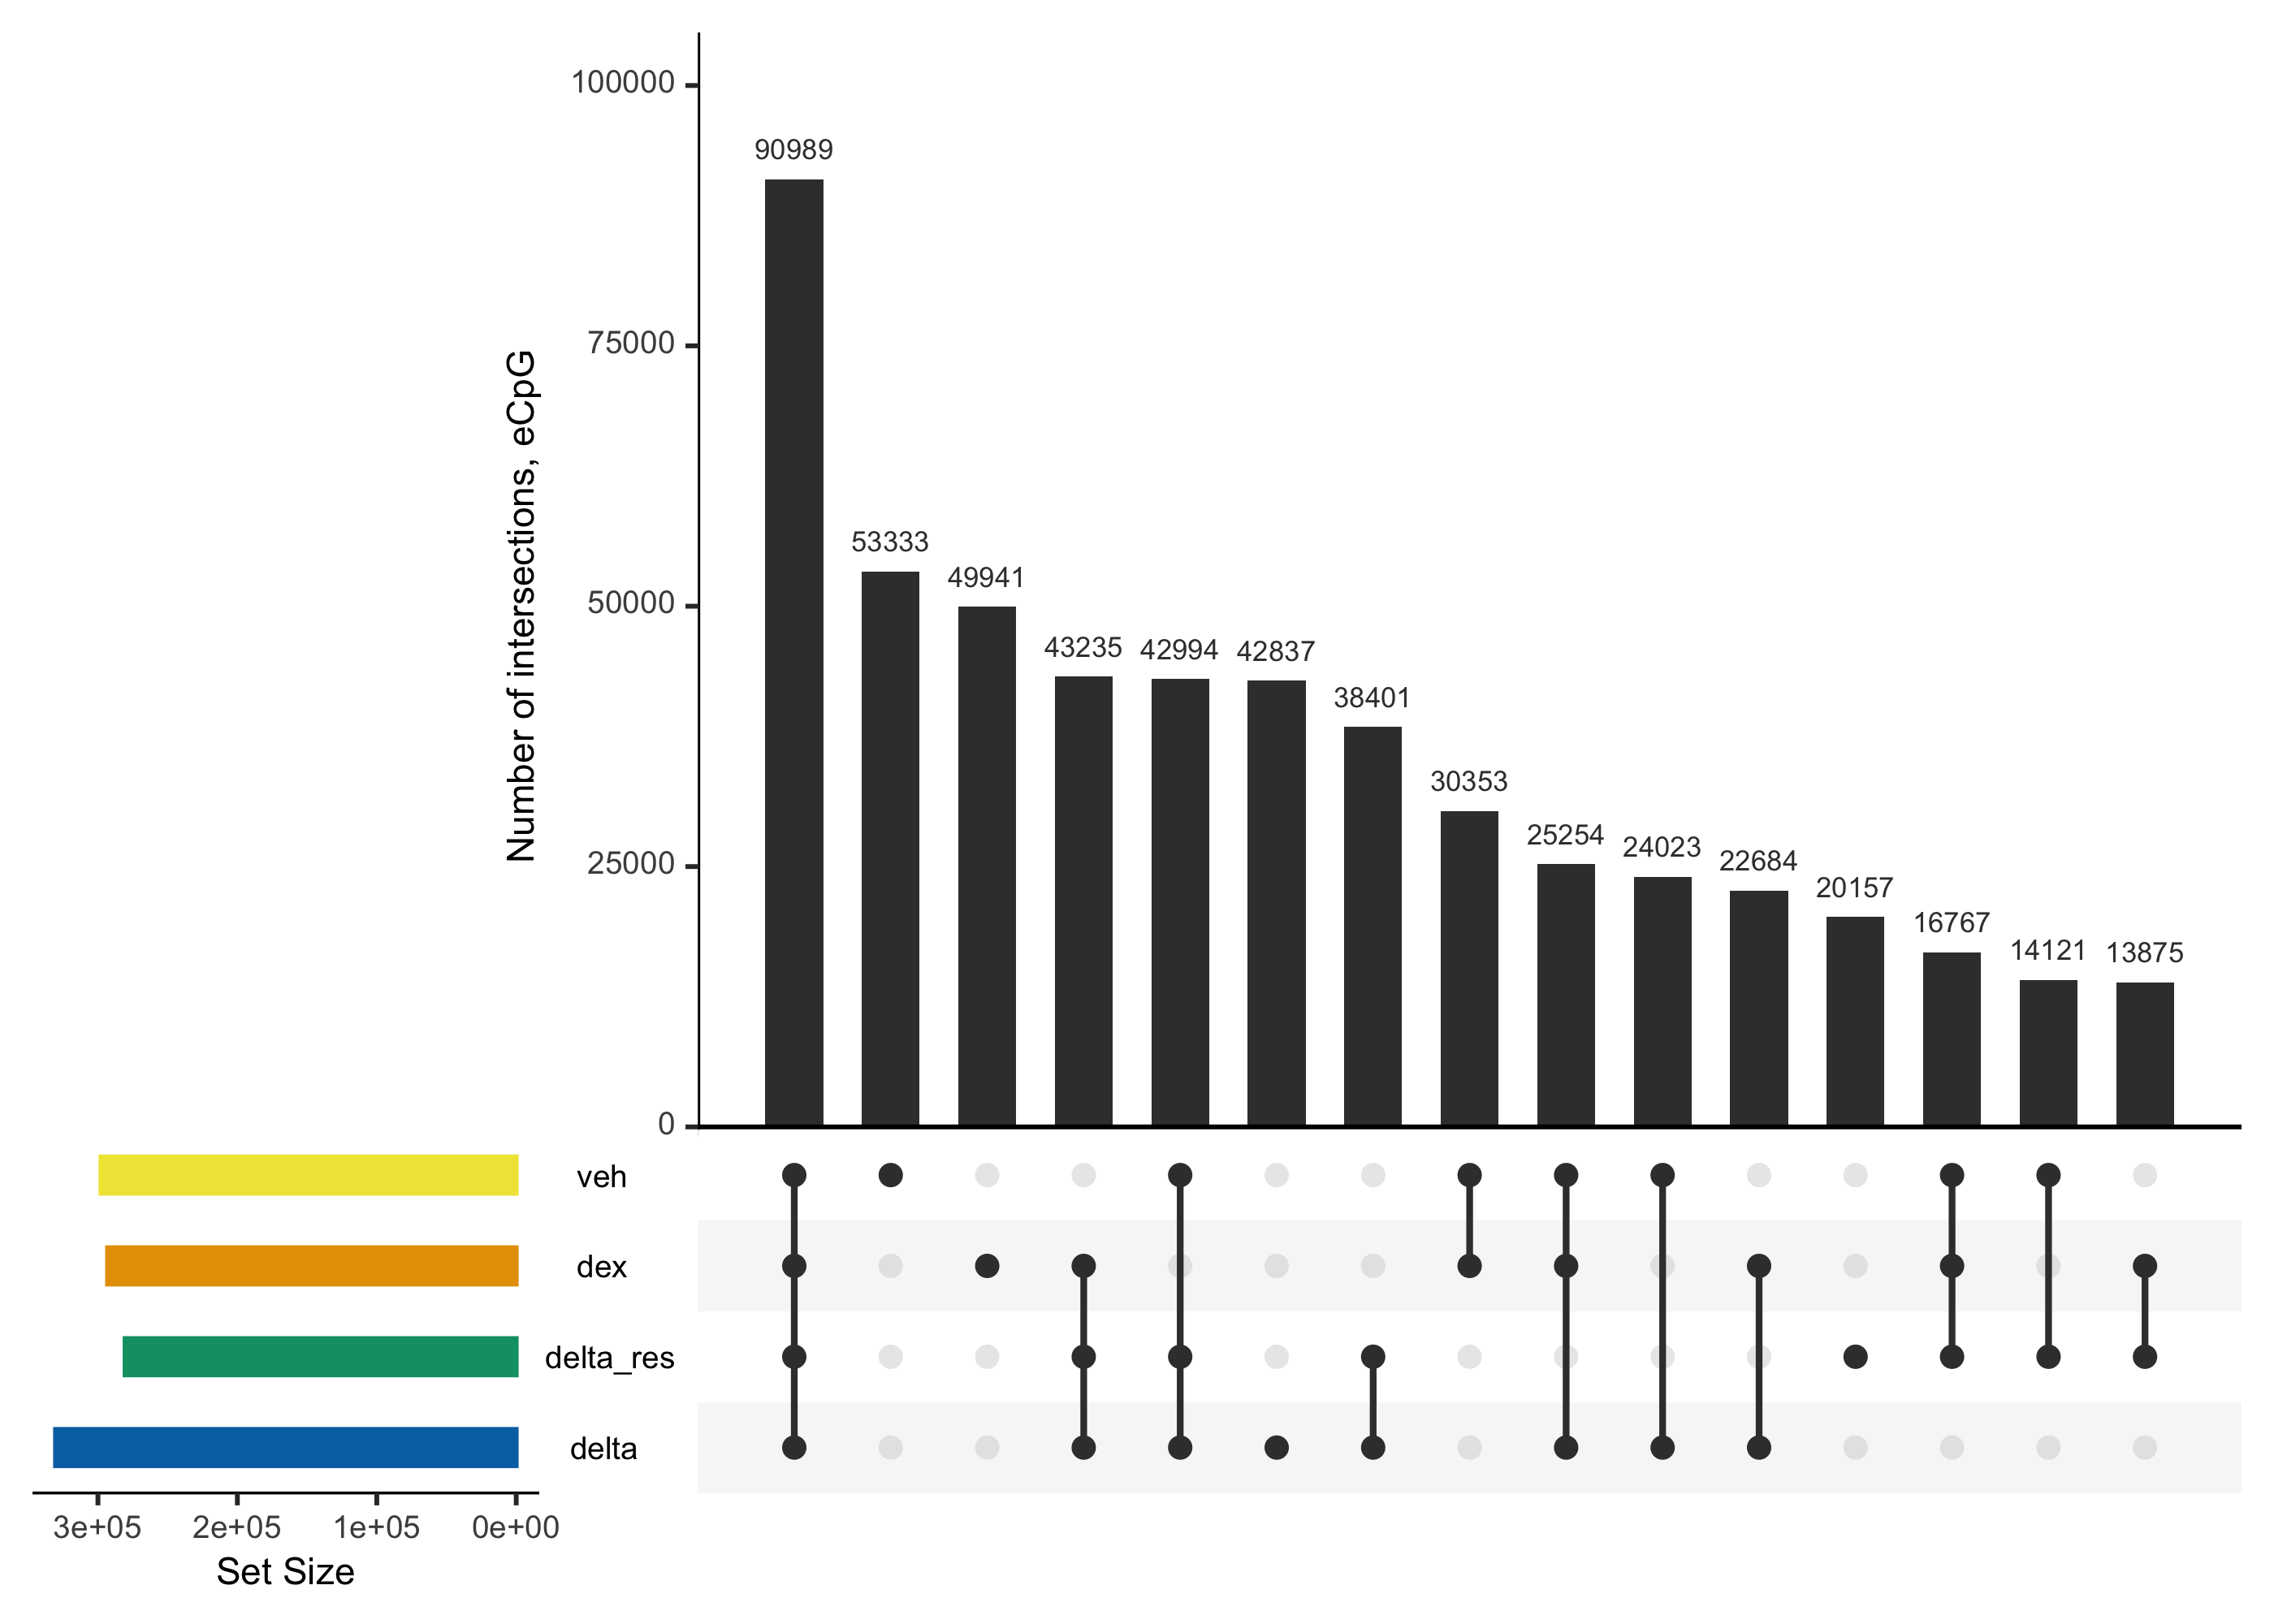 Number of intersections, eCpG
100000
75000
50000
25000
0
90989
53333
49941
43235
42994
42837
38401
30353
25254
24023
22684
20157
16767
14121
13875
veh
dex
delta_res
delta
3e+05 2e+05 1e+05 0e+00
Set Size